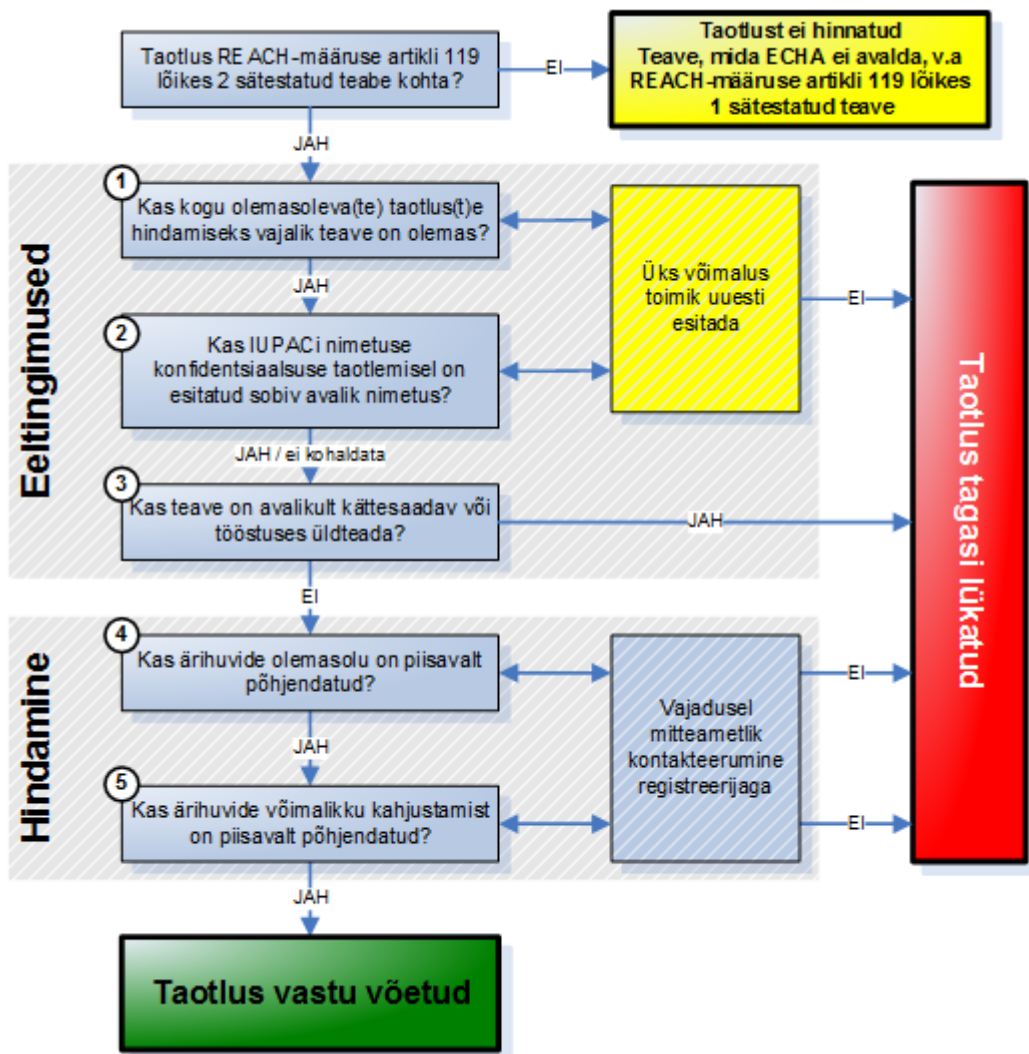 Taotlus REACH-määruse artikli 119
lõikes 2 sätestatud teabe kohta?
EI
Taotlust ei hinnatud
Teave, mida ECHA ei avalda, v.a
REACH-määruse artikli 119 lõikes
1 sätestatud teave
JAH
Eeltingimused
1
Kas kogu olemasoleva(te) taotlus(t)e
hindamiseks vajalik teave on olemas?
JAH
Üks võimalus
toimik uuesti
esitada
EI
2
Kas IUPACi nimetuse
konfidentsiaalsuse taotlemisel on
esitatud sobiv avalik nimetus?
JAH / ei kohaldata
3
Kas teave on avalikult kättesaadav või
tööstuses üldteada?
JAH
Taotlus tagasi lükatud
EI
Hindamine
4
Kas ärihuvide olemasolu on piisavalt
põhjendatud?
JAH
Vajadusel
mitteametlik
kontakteerumine
registreerijaga
EI
5
Kas ärihuvide võimalikku kahjustamist
on piisavalt põhjendatud?
EI
JAH
Taotlus vastu võetud